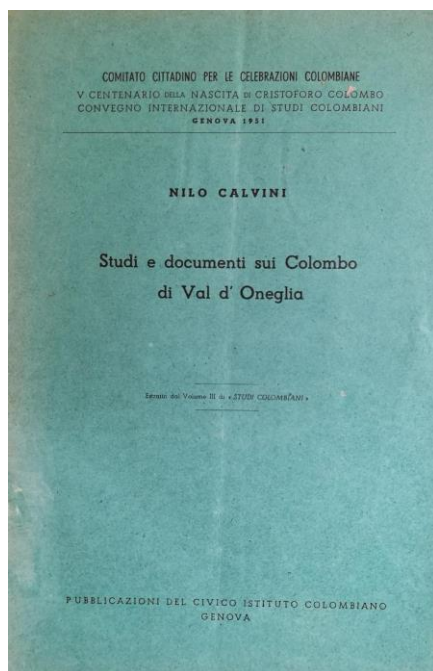 COMITATO CITTADINO PER LE CELEBRAZIONI COLOMBIANE
V CENTENARIO DELLA NASCITA DI CRISTOFORO COLOMBO
CONVEGNO INTERNAZIONALE DI STUDI COLOMBIANI
GENOVA 1951
NILO CALVINI
Studi e documenti sui Colombo
di Val d' Oneglia
Estratto dal Volume III di « STUDI COLOMBIANI »
PUBBLICAZIONI DEL CIVICO ISTITUTO COLOMBIANO
GENOVA